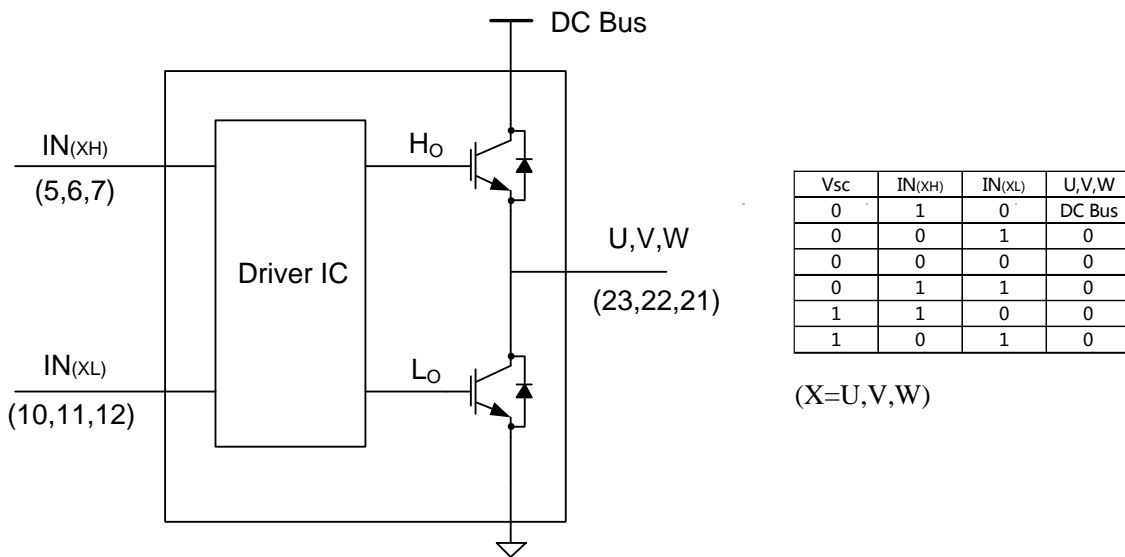 DC Bus
IN(XH)
(5,6,7)
HO
Driver IC
U,V,W
(23,22,21)
IN(XL)
(10,11,12)
LO
Vsc IN(XH) IN(XL) U,V,W
0 1 0 DC Bus
0 0 1 0
0 0 0 0
0 1 1 0
1 1 0 0
1 0 1 0
(X=U,V,W)